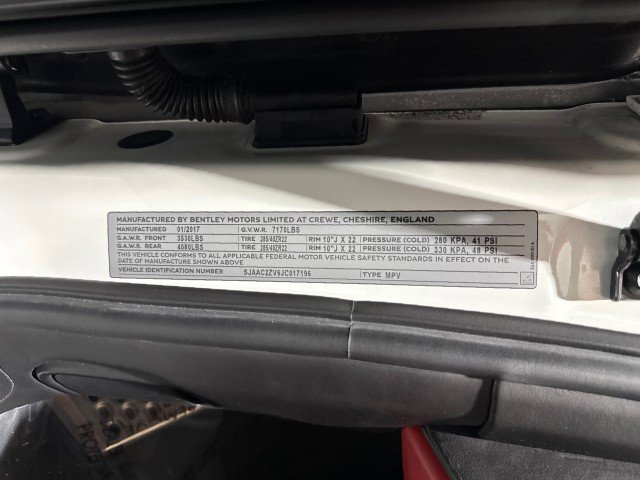 MANUFACTURED BY BENTLEY MOTORS LIMITED AT CREWE, CHESHIRE, ENGLAND
MANUFACTURED 01/2017 G.V.W.R. 7170LBS
G.A.W.R. FRONT 3530LBS TIRE 285/40ZR22 RIM 10"J X 22 PRESSURE (COLD) 280 KPA, 41 PSI
G.A.W.R. REAR 4080LBS TIRE 285/40ZR22 RIM 10"J X 22 PRESSURE (COLD) 330 KPA, 48 PSI
THIS VEHICLE CONFORMS TO ALL APPLICABLE FEDERAL MOTOR VEHICLE SAFETY STANDARDS IN EFFECT ON THE
DATE OF MANUFACTURE SHOWN ABOVE
VEHICLE IDENTIFICATION NUMBER SJAAC2ZV6JC017196 TYPE MPV